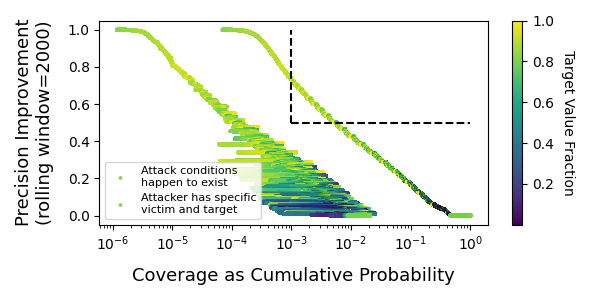 Precision Improvement
(rolling window=2000)
1.0
0.8
0.6
0.4
0.2
0.0
Attack conditions
happen to exist
Attacker has specific
victim and target
10⁻⁶
10⁻⁵
10⁻⁴
10⁻³
10⁻²
10⁻¹
10⁰
Coverage as Cumulative Probability
1.0
0.8
0.6
0.4
0.2
Target Value Fraction